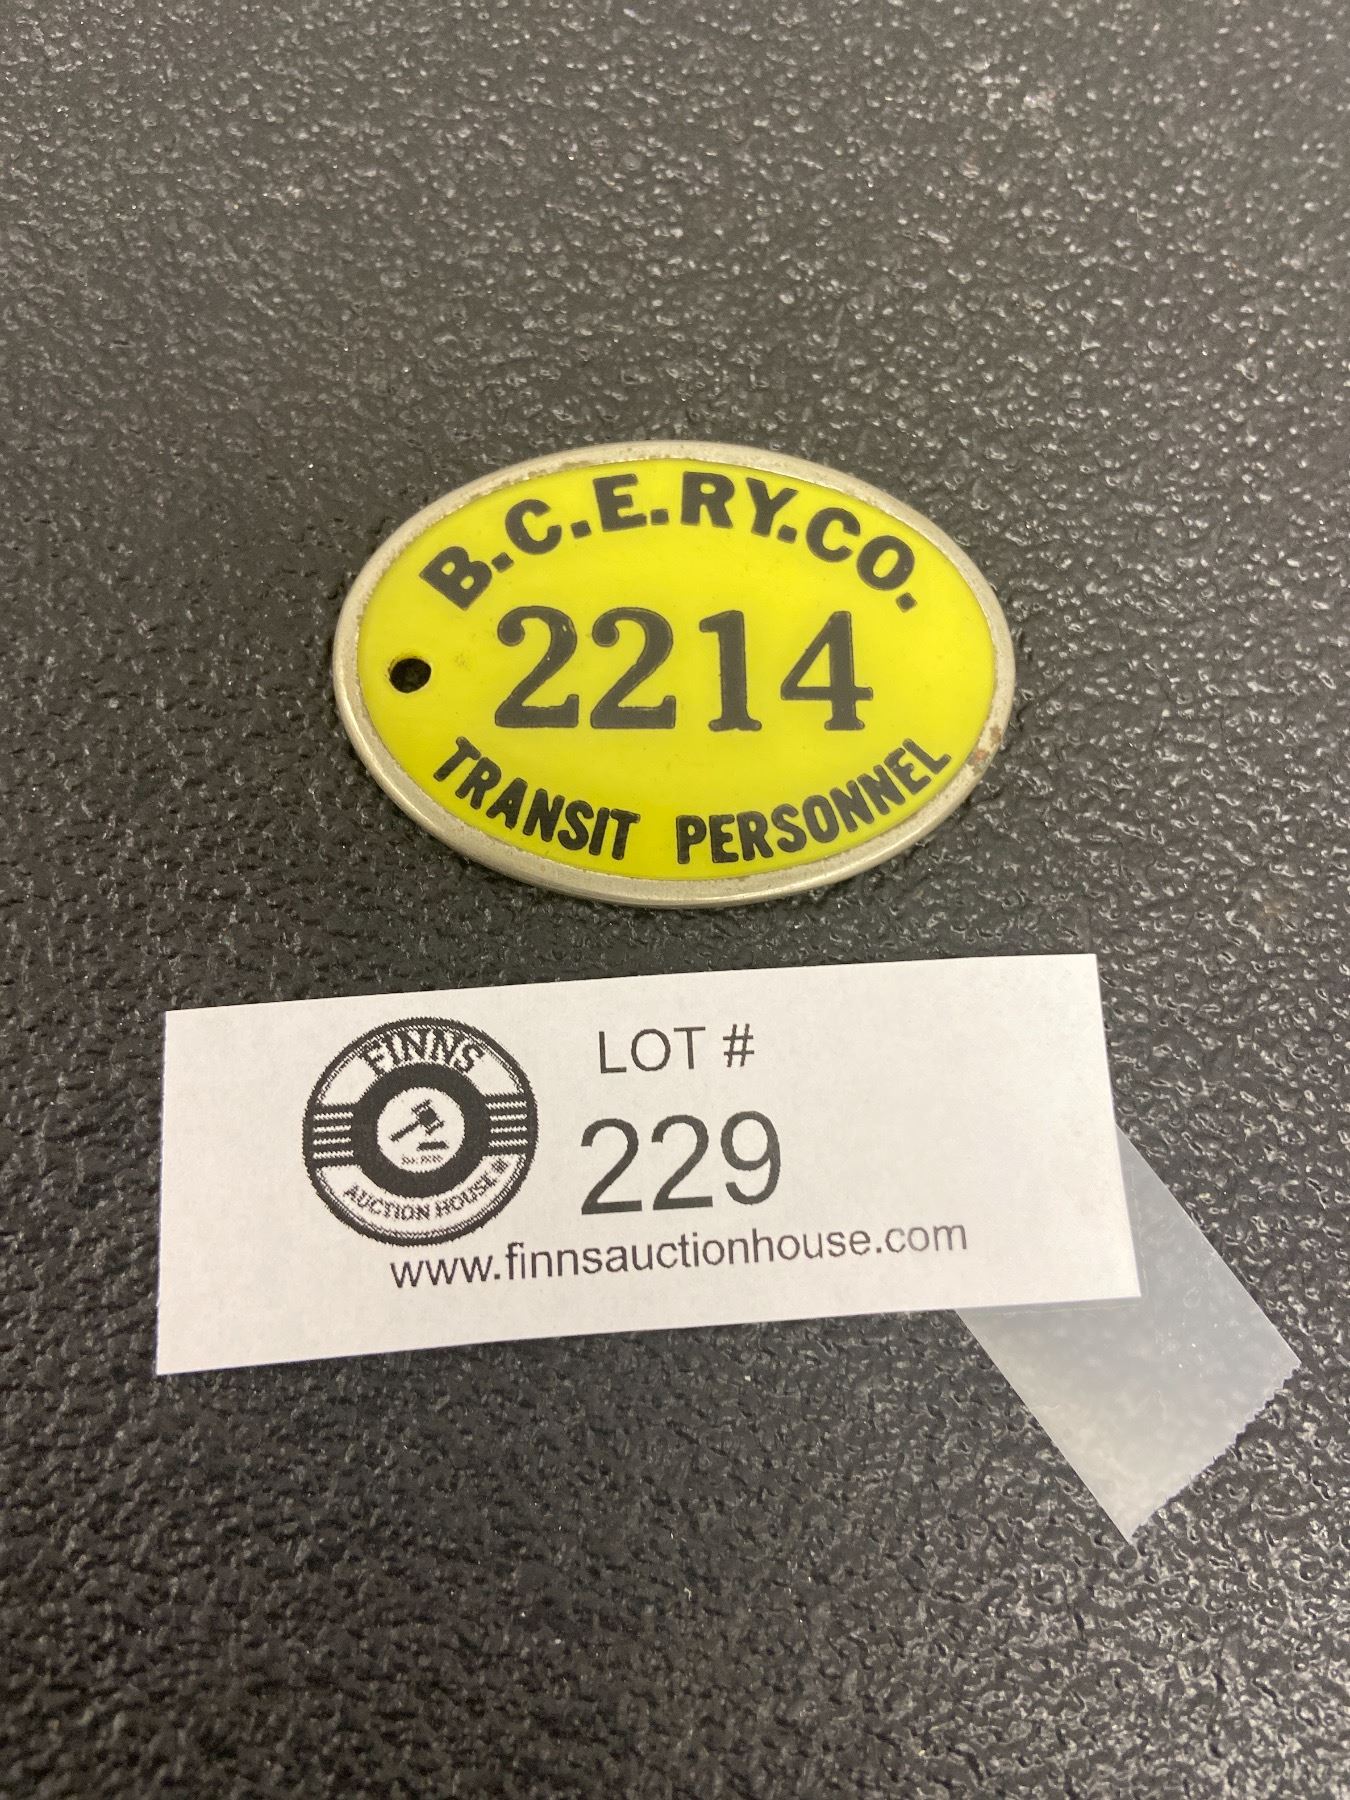 B.C.E.RY.CO.
2214
TRANSIT PERSONNEL
FINNS
AUCTION HOUSE
LOT #
229
www.finnsauctionhouse.com